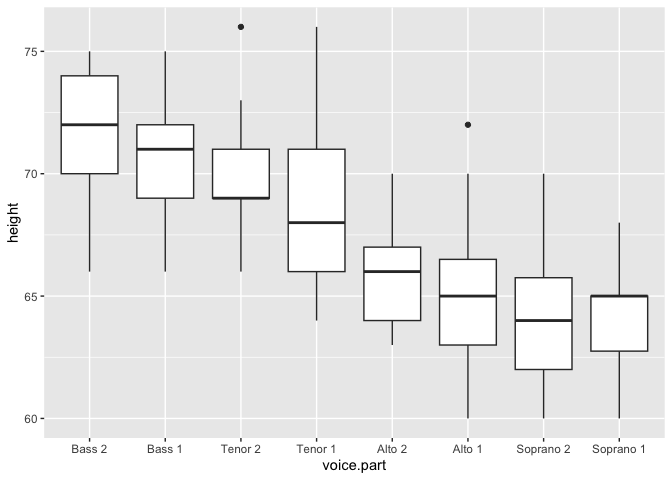 75
70
65
60
height
Bass 2 Bass 1 Tenor 2 Tenor 1 Alto 2 Alto 1 Soprano 2 Soprano 1
voice.part